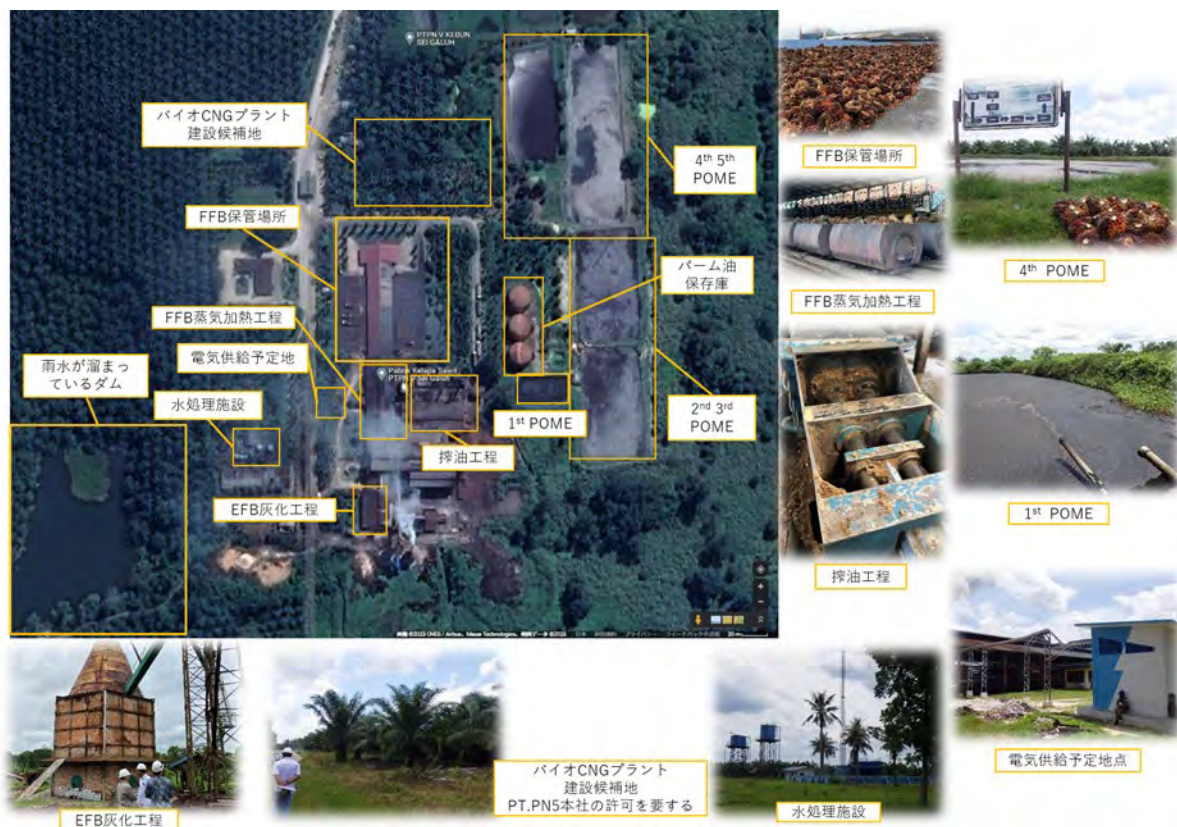 PTPN-V KEBUN
SEI GALUH
バイオCNGプラント
建設候補地
4th 5th
POME
FFB保管場所
パーム油
保存庫
FFB蒸気加熱工程
電気供給予定地
雨水が溜まっ
ているダム
水処理施設
Pabrik Kelapa Sawit
PTPN V Sei Galuh
1st POME
2nd 3rd
POME
搾油工程
EFB灰化工程
FFB保管場所
4th POME
FFB蒸気加熱工程
1st POME
搾油工程
電気供給予定地点
EFB灰化工程
バイオCNGプラント
建設候補地
PT.PN5本社の許可を要する
水処理施設